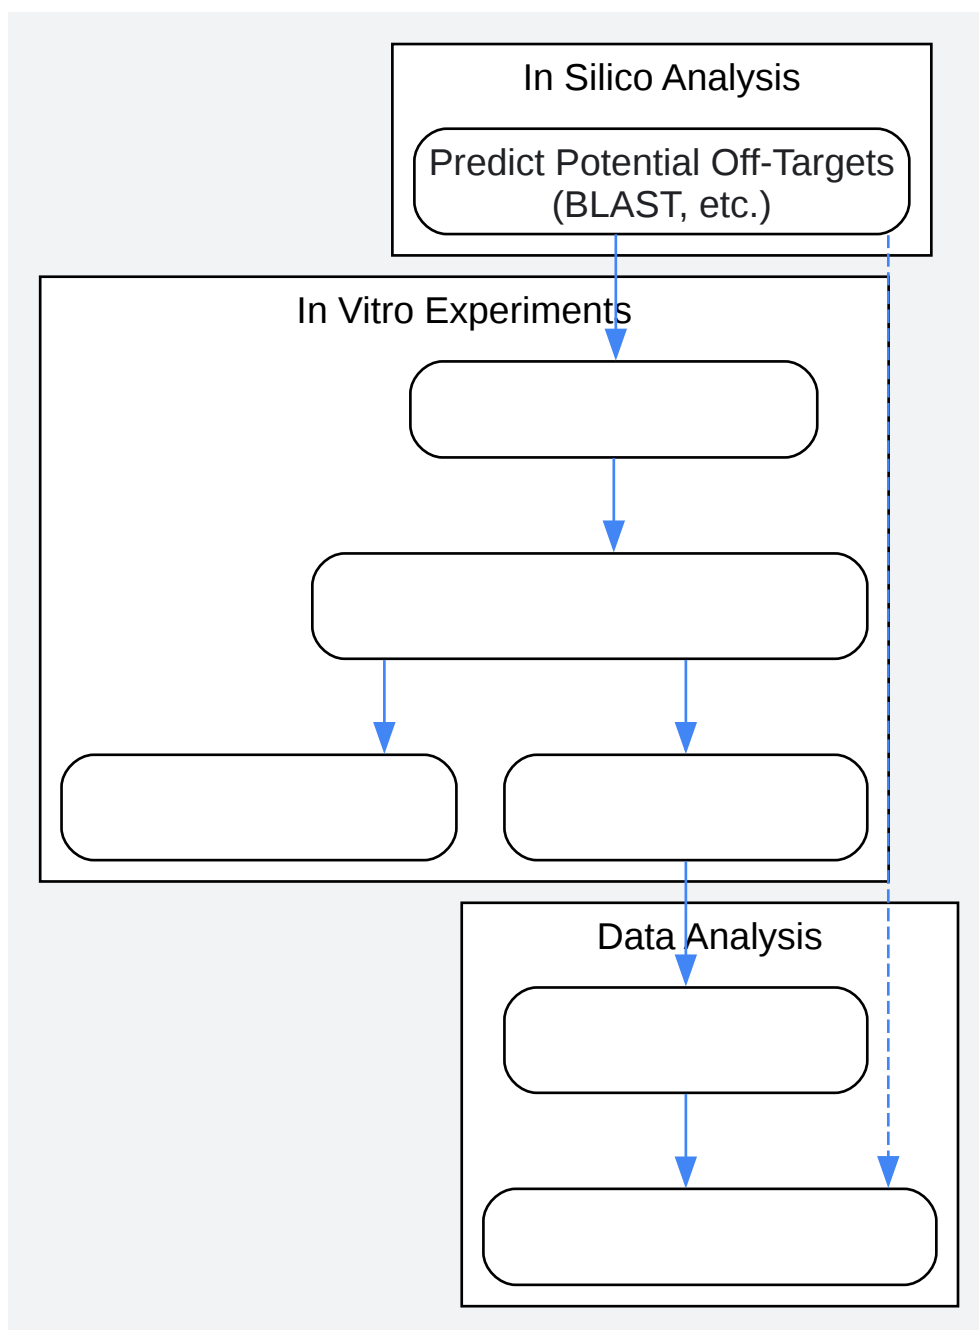 In Silico Analysis
Predict Potential Off-Targets
(BLAST, etc.)
In Vitro Experiments
Data Analysis